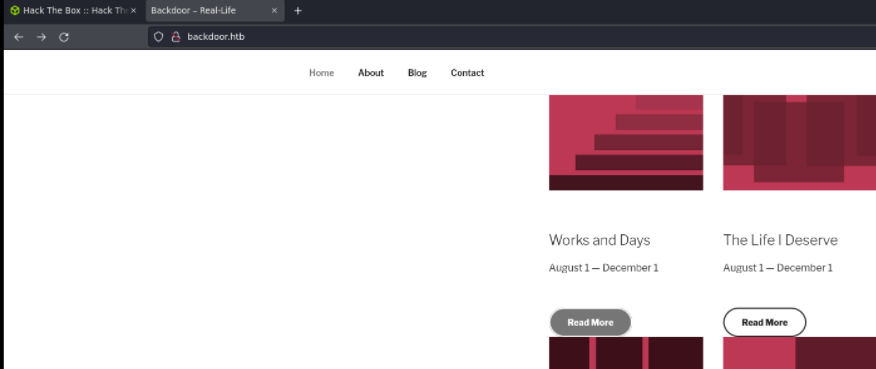 Hack The Box :: Hack The
Backdoor – Real-Life
backdoor.htb
Home About Blog Contact
Works and Days The Life I Deserve
August 1 — December 1 August 1 — December 1
Read More Read More